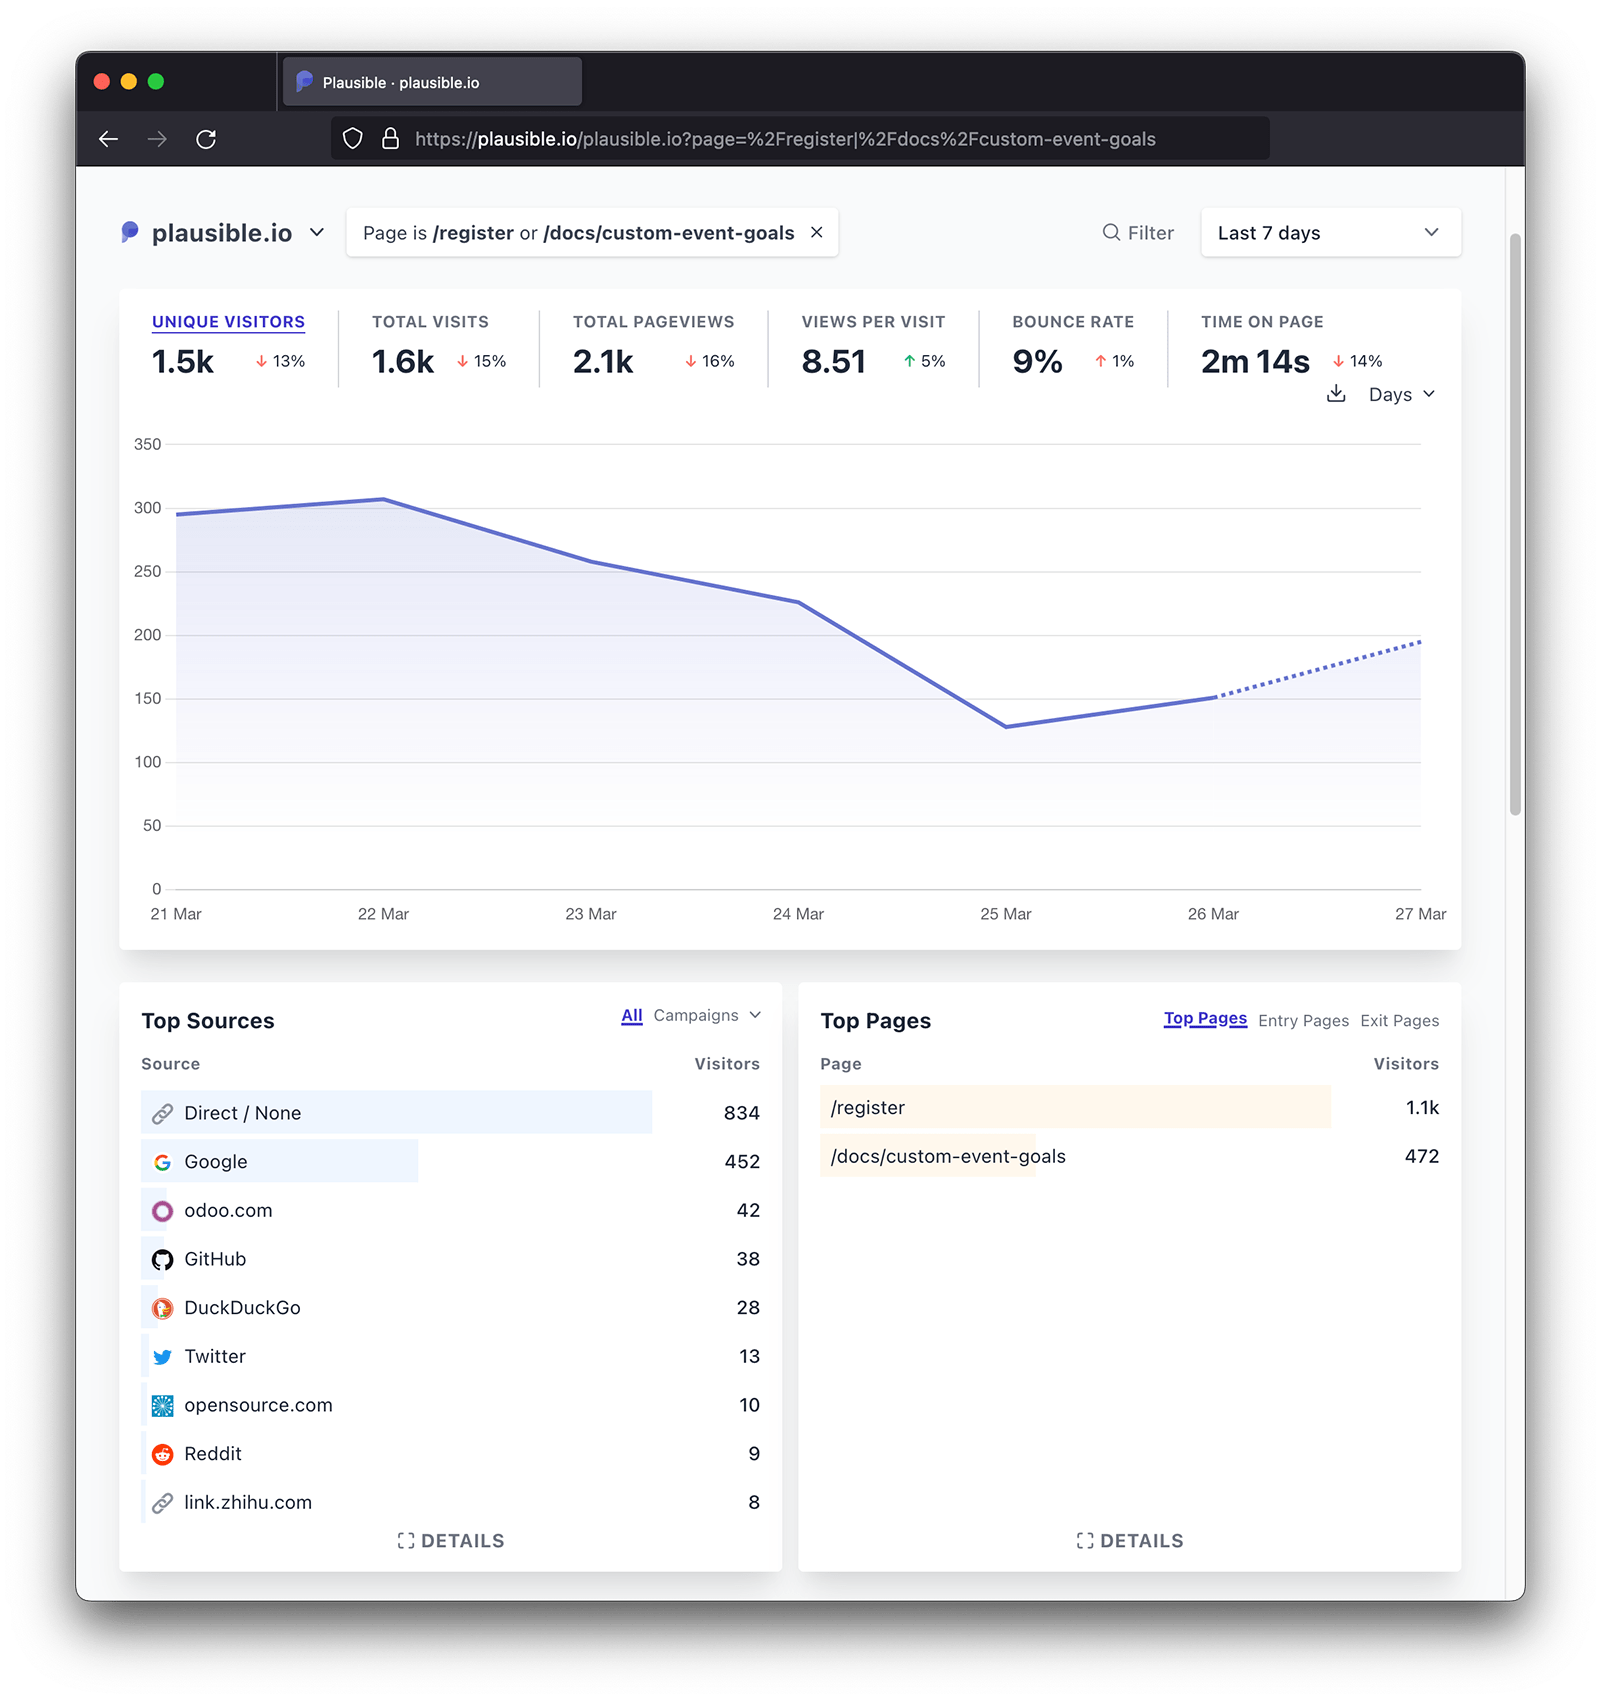 Plausible · plausible.io
https://plausible.io/plausible.io?page=%2Fregister|%2Fdocs%2Fcustom-event-goals
plausible.io
Page is /register or /docs/custom-event-goals
Filter
Last 7 days
UNIQUE VISITORS
1.5k ↓ 13%
TOTAL VISITS
1.6k ↓ 15%
TOTAL PAGEVIEWS
2.1k ↓ 16%
VIEWS PER VISIT
8.51 ↑ 5%
BOUNCE RATE
9% ↑ 1%
TIME ON PAGE
2m 14s ↓ 14%
Days
350
300
250
200
150
100
50
0
21 Mar 22 Mar 23 Mar 24 Mar 25 Mar 26 Mar 27 Mar
Top Sources
All Campaigns
Source Visitors
Direct / None 834
Google 452
odoo.com 42
GitHub 38
DuckDuckGo 28
Twitter 13
opensource.com 10
Reddit 9
link.zhihu.com 8
DETAILS
Top Pages
Top Pages Entry Pages Exit Pages
Page Visitors
/register 1.1k
/docs/custom-event-goals 472
DETAILS